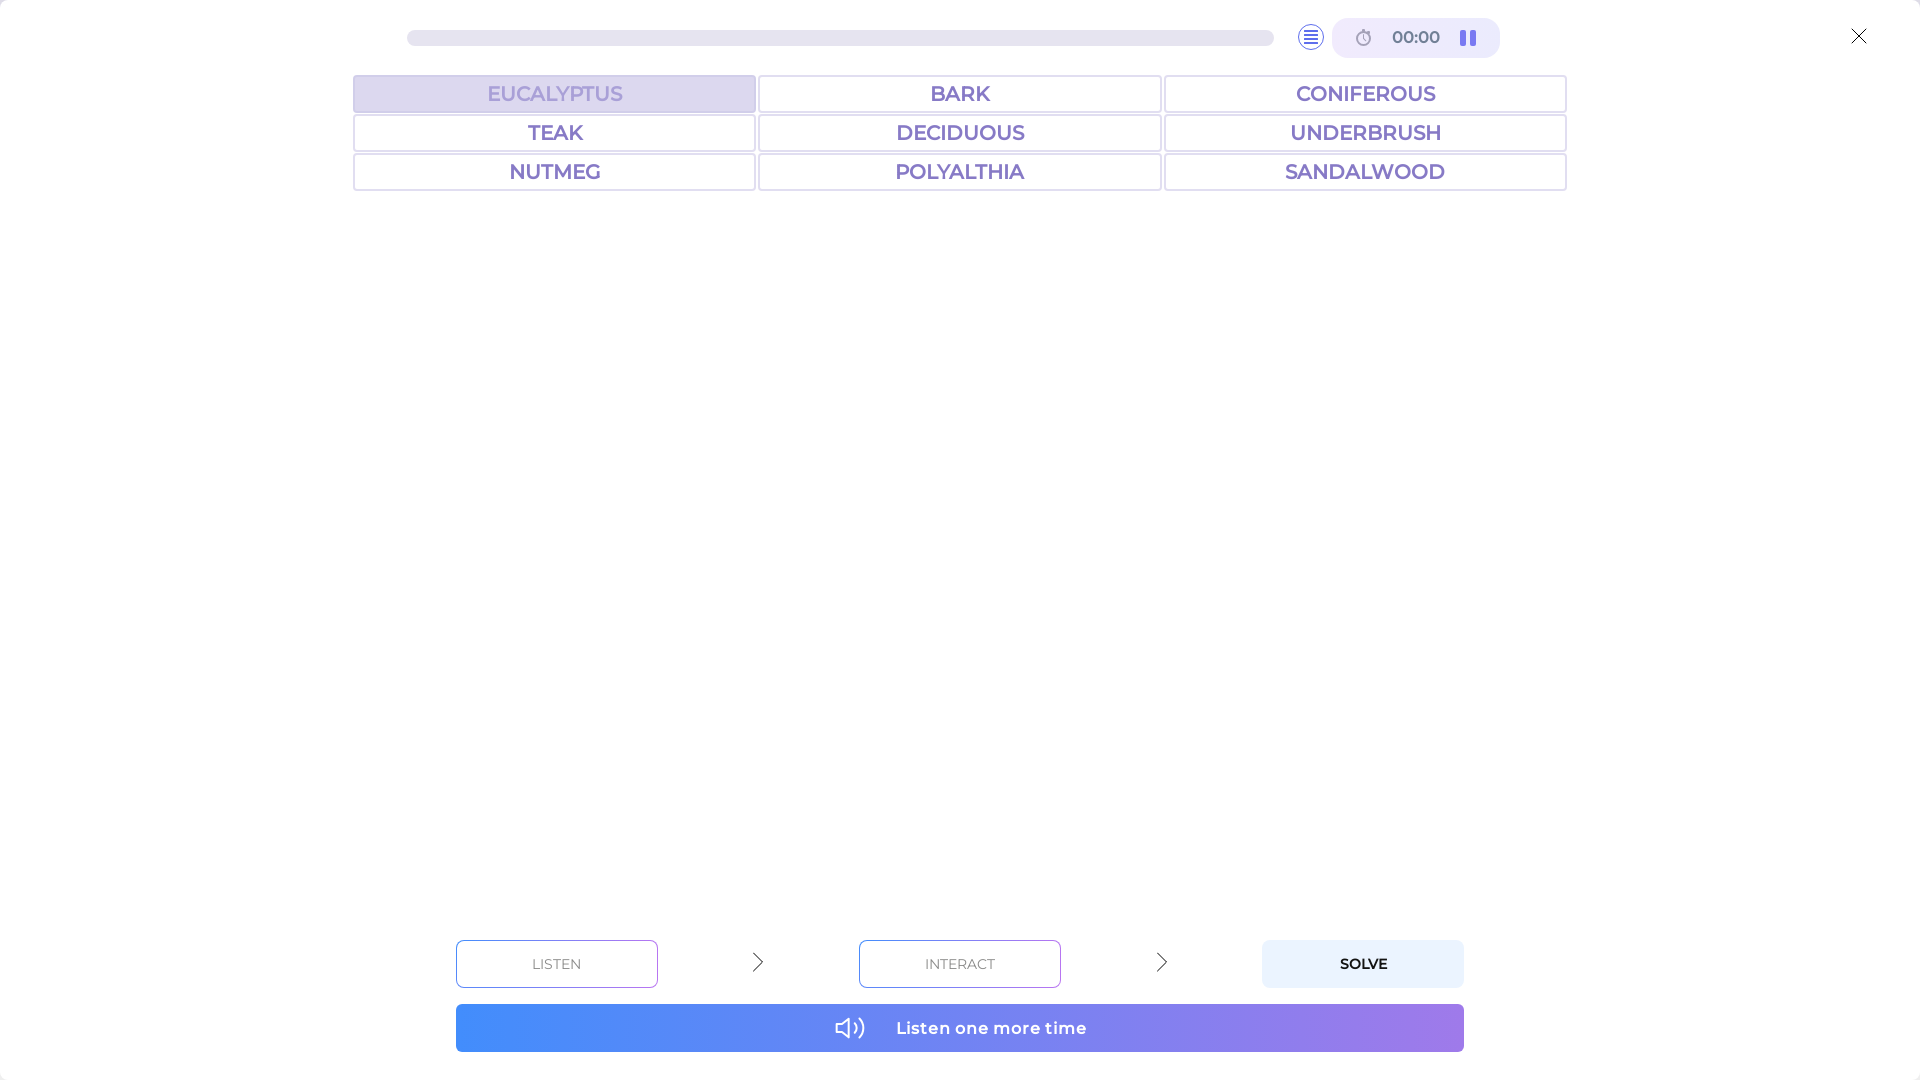 00:00
EUCALYPTUS BARK CONIFEROUS
TEAK DECIDUOUS UNDERBRUSH
NUTMEG POLYALTHIA SANDALWOOD
LISTEN INTERACT SOLVE
Listen one more time